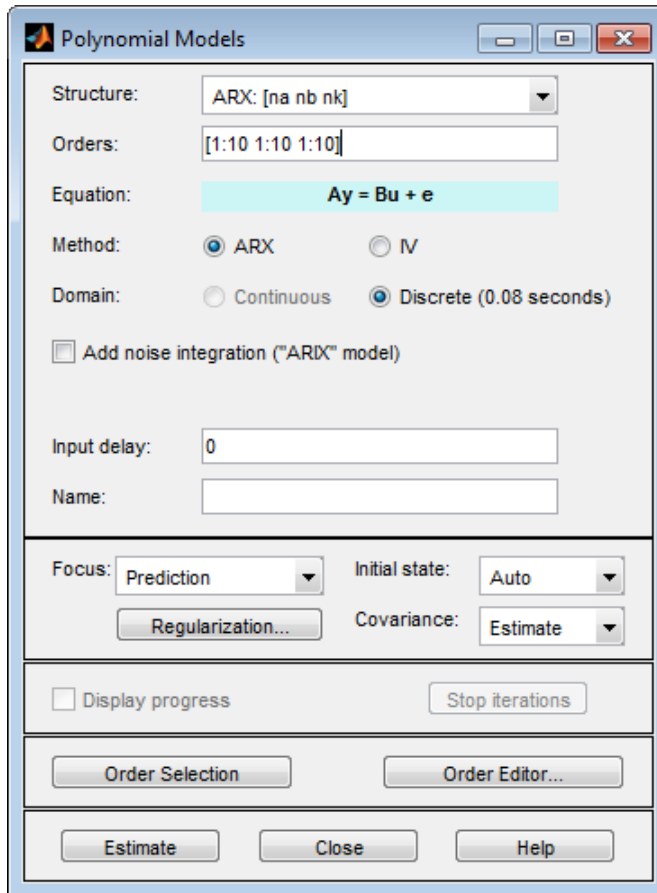 Polynomial Models
Structure: ARX: [na nb nk]
Orders: [1:10 1:10 1:10]
Equation: Ay = Bu + e
Method: ARX IV
Domain: Continuous Discrete (0.08 seconds)
Add noise integration ("ARIX" model)
Input delay: 0
Name:
Focus: Prediction Initial state: Auto
Regularization... Covariance: Estimate
Display progress Stop iterations
Order Selection Order Editor...
Estimate Close Help